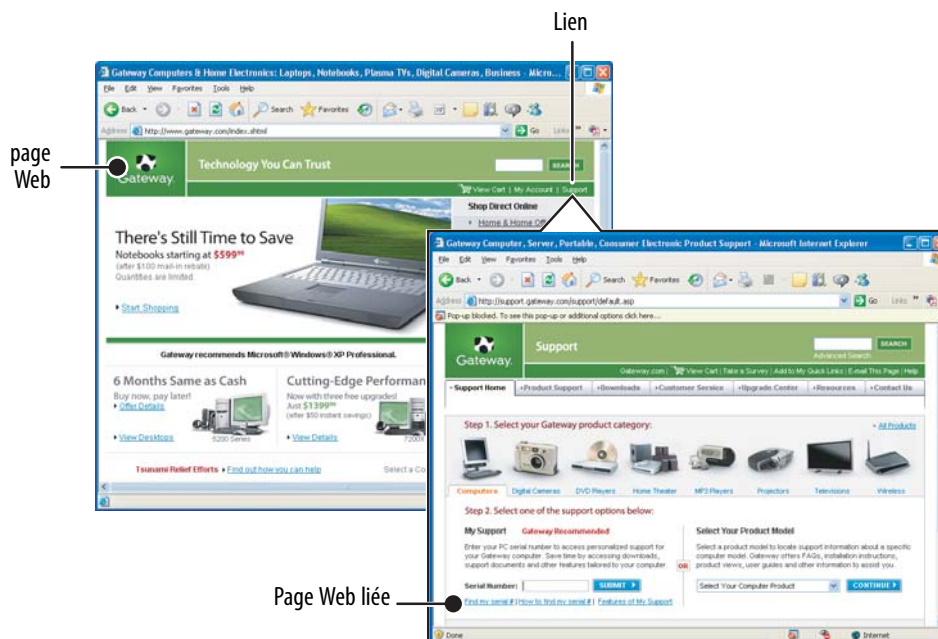 Lien
page
Web
Gateway Computers & Home Electronics: Laptops, Notebooks, Plasma TVs, Digital Cameras, Business - Micro...
File Edit View Favorites Tools Help
Back Search Favorites
Address http://www.gateway.com/index.shtml Go Links »
Gateway. Technology You Can Trust SEARCH
View Cart | My Account | Support
Shop Direct Online
Home & Home Off
There's Still Time to Save
Notebooks starting at $599
(after $100 mail-in rebate)
Quantities are limited.
Start Shopping
Gateway recommends Microsoft® Windows® XP Professional.
6 Months Same as Cash
Buy now, pay later!
Offer Details
View Desktops 5200 Series
Cutting-Edge Performan
Now with three free upgrades!
Just $1399
(after $50 instant savings)
View Details 7200X
Tsunami Relief Efforts Find out how you can help Select a Co
Gateway Computer, Server, Portable, Consumer Electronic Product Support - Microsoft Internet Explorer
File Edit View Favorites Tools Help
Back Search Favorites
Address http://support.gateway.com/support/default.asp Go Links »
Pop-up blocked. To see this pop-up or additional options click here...
Gateway. Support SEARCH
Advanced Search
Gateway.com | View Cart | Take a Survey | Add to My Quick Links | E-mail This Page | Help
Support Home Product Support Downloads Customer Service Upgrade Center Resources Contact Us
Step 1. Select your Gateway product category: All Products
Computers Digital Cameras DVD Players Home Theater MP3 Players Projectors Televisions Wireless
Step 2. Select one of the support options below:
My Support Gateway Recommended
Enter your PC serial number to access personalized support for
your Gateway computer. Save time by accessing downloads,
support documents and other features tailored to your computer.
Serial Number: SUBMIT
Find my serial # | How to find my serial # | Features of My Support
OR
Select Your Product Model
Select a product model to locate support information about a specific
computer model. Gateway offers FAQs, installation instructions,
product views, user guides and other information to assist you.
Select Your Computer Product CONTINUE
Page Web liée
Done Internet